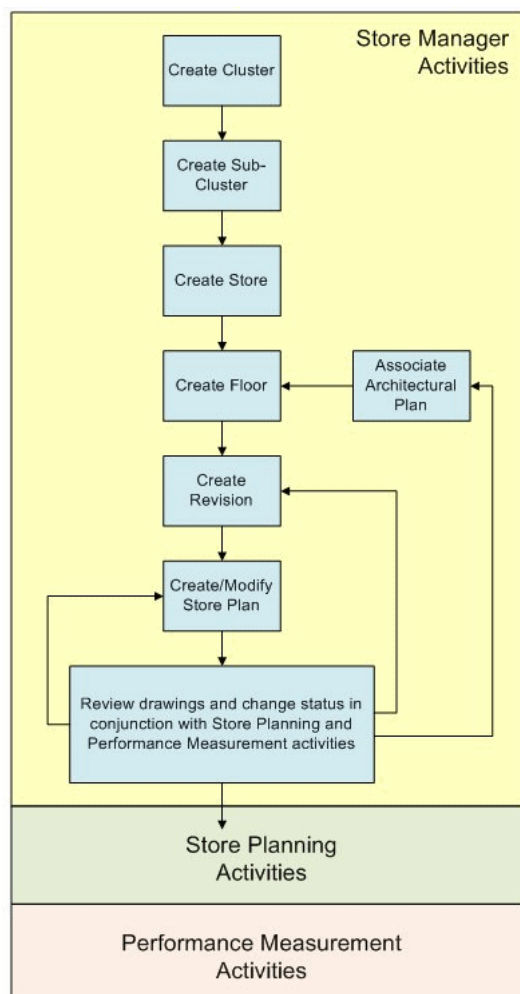 Store Manager
Activities
Create Cluster
Create Sub-
Cluster
Create Store
Create Floor
Associate
Architectural
Plan
Create
Revision
Create/Modify
Store Plan
Review drawings and change status in
conjunction with Store Planning and
Performance Measurement activities
Store Planning
Activities
Performance Measurement
Activities